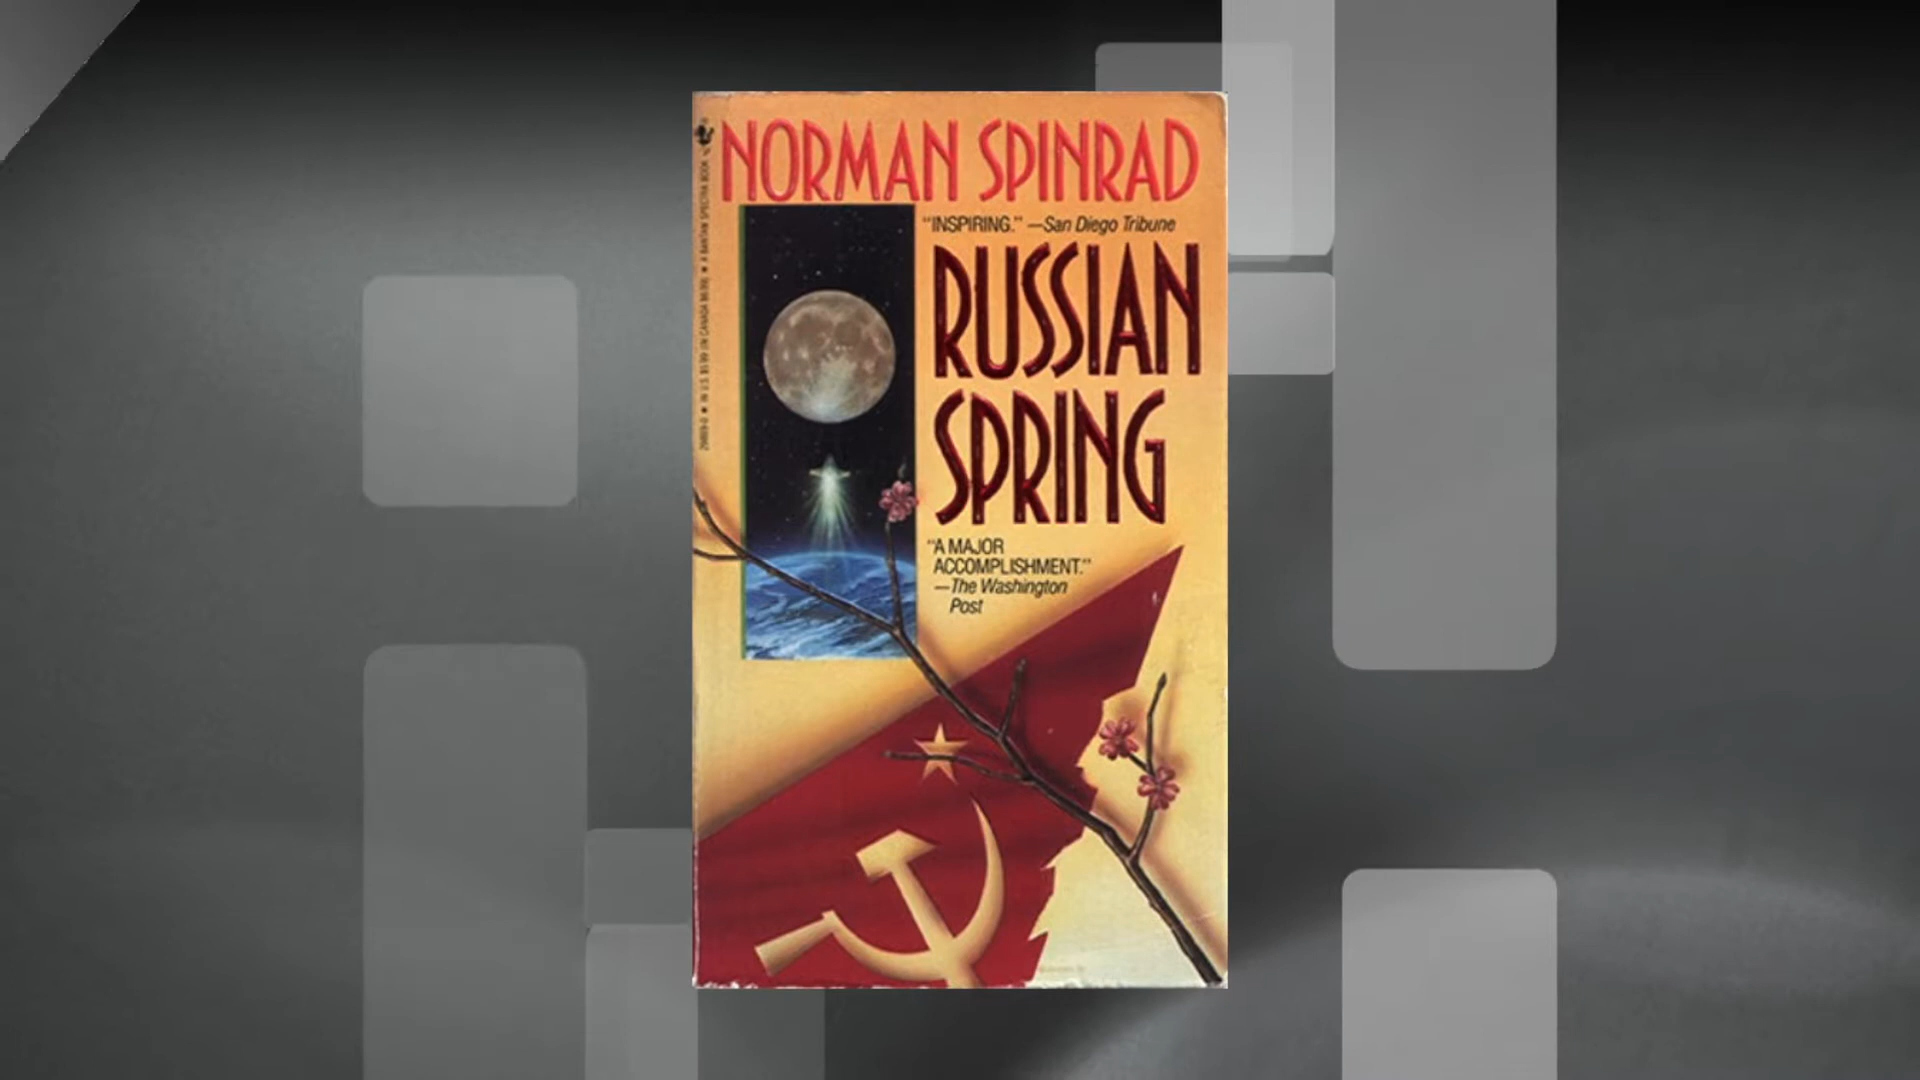 NORMAN SPINRAD
"INSPIRING." —San Diego Tribune
RUSSIAN
SPRING
"A MAJOR
ACCOMPLISHMENT."
—The Washington
Post